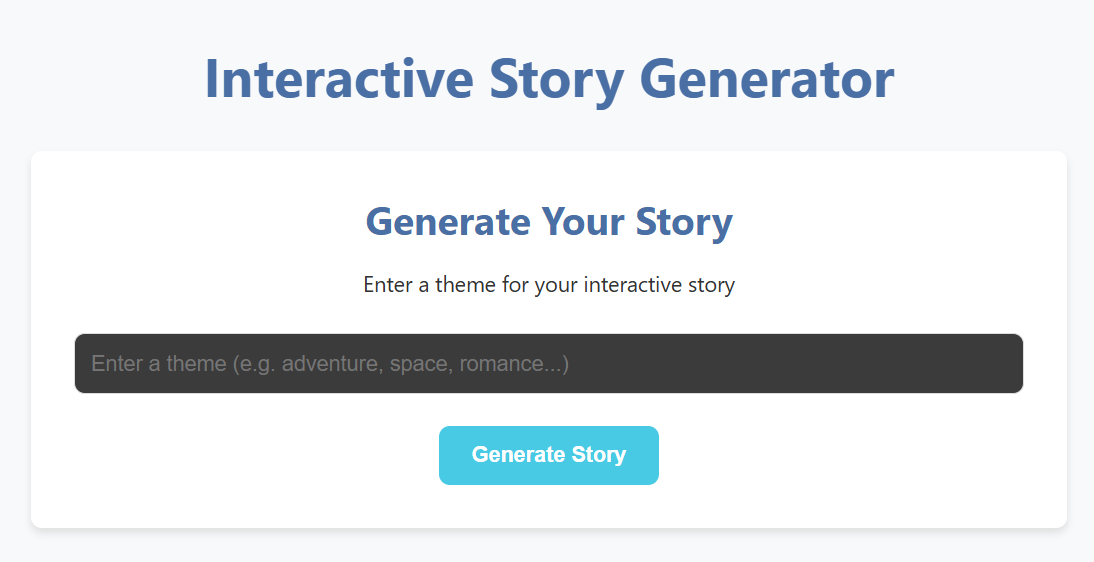 Interactive Story Generator
Generate Your Story
Enter a theme for your interactive story
Enter a theme (e.g. adventure, space, romance...)
Generate Story